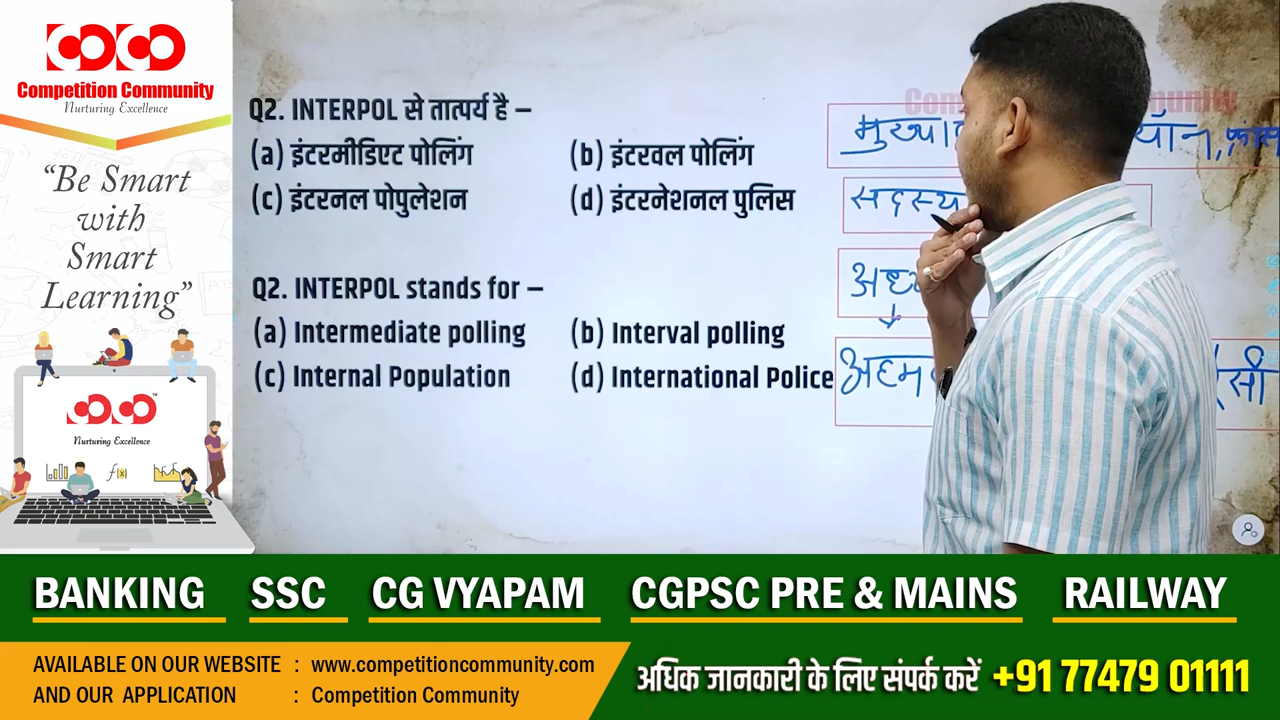 Competition Community
Nurturing Excellence
“Be Smart
with
Smart
Learning”
Nurturing Excellence
f(x)
Q2. INTERPOL से तात्पर्य है –
(a) इंटरमीडिएट पोलिंग (b) इंटरवल पोलिंग
(c) इंटरनल पोपुलेशन (d) इंटरनेशनल पुलिस
Q2. INTERPOL stands for –
(a) Intermediate polling (b) Interval polling
(c) Internal Population (d) International Police
सदस्य
BANKING SSC CG VYAPAM CGPSC PRE & MAINS RAILWAY
AVAILABLE ON OUR WEBSITE : www.competitioncommunity.com
AND OUR APPLICATION : Competition Community
अधिक जानकारी के लिए संपर्क करें +91 77479 01111